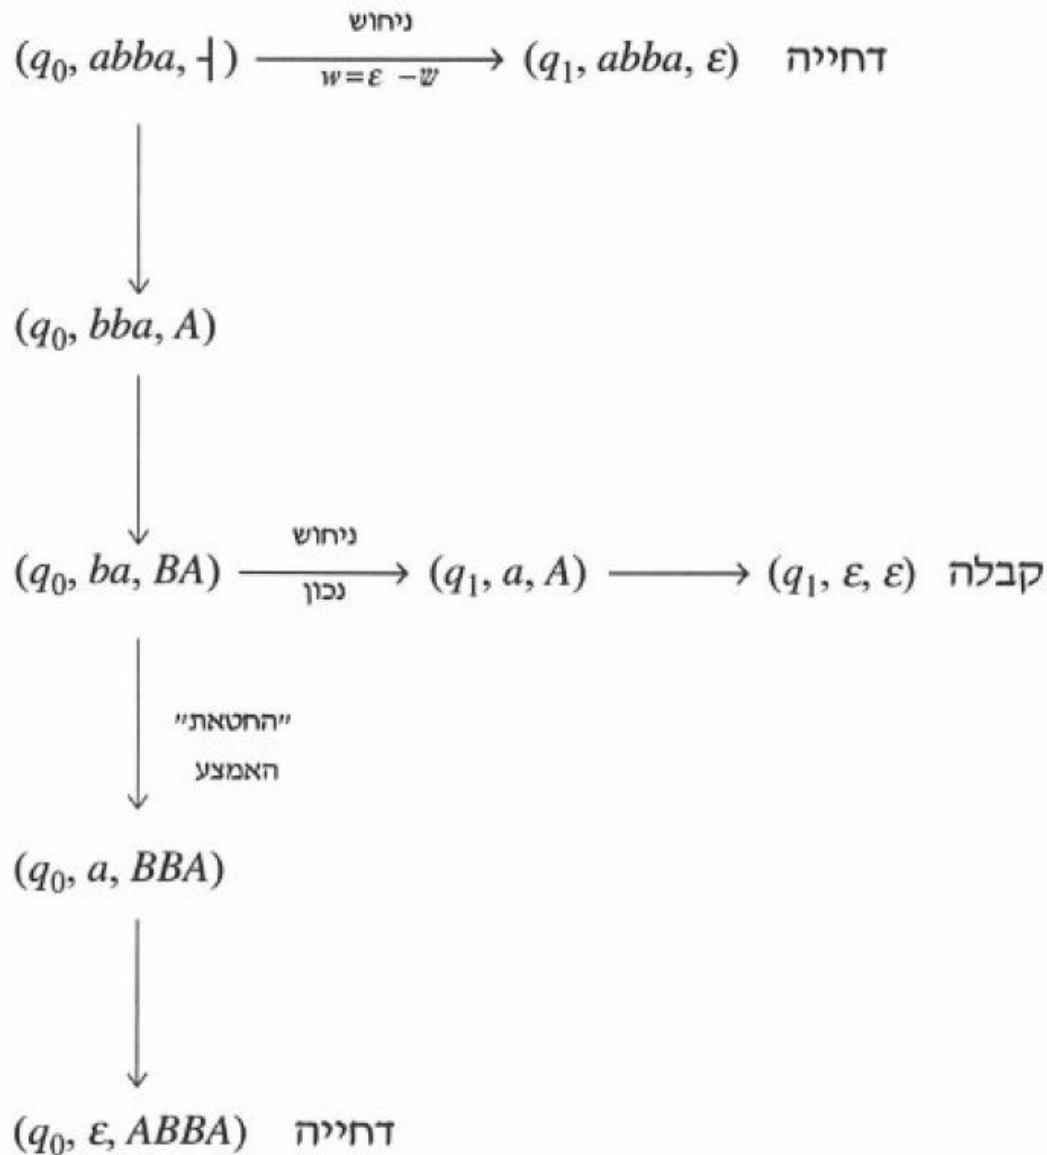 ניחוש
(q₀, abba, ⊣) (q₁, abba, ε) דחייה
ש– w=ε
(q₀, bba, A)
ניחוש
(q₀, ba, BA) (q₁, a, A) (q₁, ε, ε) קבלה
נכון
"החטאת"
האמצע
(q₀, a, BBA)
(q₀, ε, ABBA) דחייה